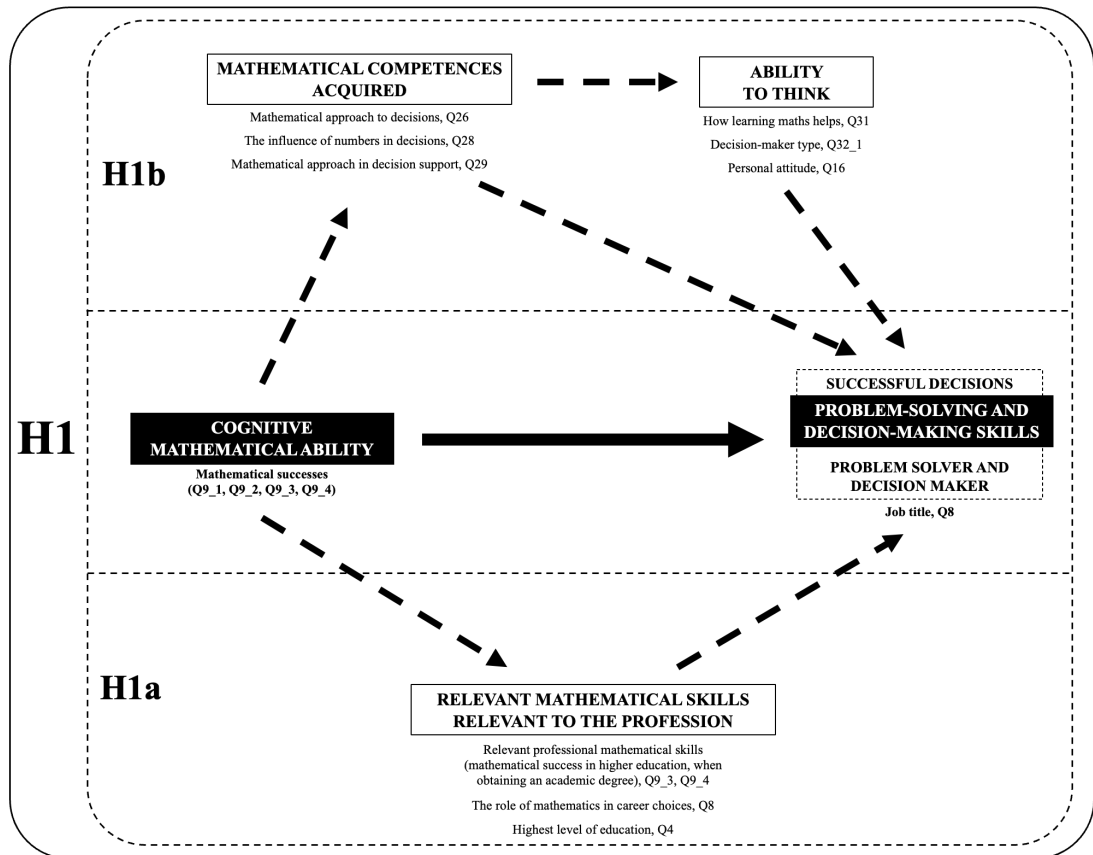 MATHEMATICAL COMPETENCES
ACQUIRED
Mathematical approach to decisions, Q26
The influence of numbers in decisions, Q28
Mathematical approach in decision support, Q29
ABILITY
TO THINK
How learning maths helps, Q31
Decision-maker type, Q32_1
Personal attitude, Q16
H1b
H1
COGNITIVE
MATHEMATICAL ABILITY
Mathematical successes
(Q9_1, Q9_2, Q9_3, Q9_4)
SUCCESSFUL DECISIONS
PROBLEM-SOLVING AND
DECISION-MAKING SKILLS
PROBLEM SOLVER AND
DECISION MAKER
Job title, Q8
H1a
RELEVANT MATHEMATICAL SKILLS
RELEVANT TO THE PROFESSION
Relevant professional mathematical skills
(mathematical success in higher education, when
obtaining an academic degree), Q9_3, Q9_4
The role of mathematics in career choices, Q8
Highest level of education, Q4